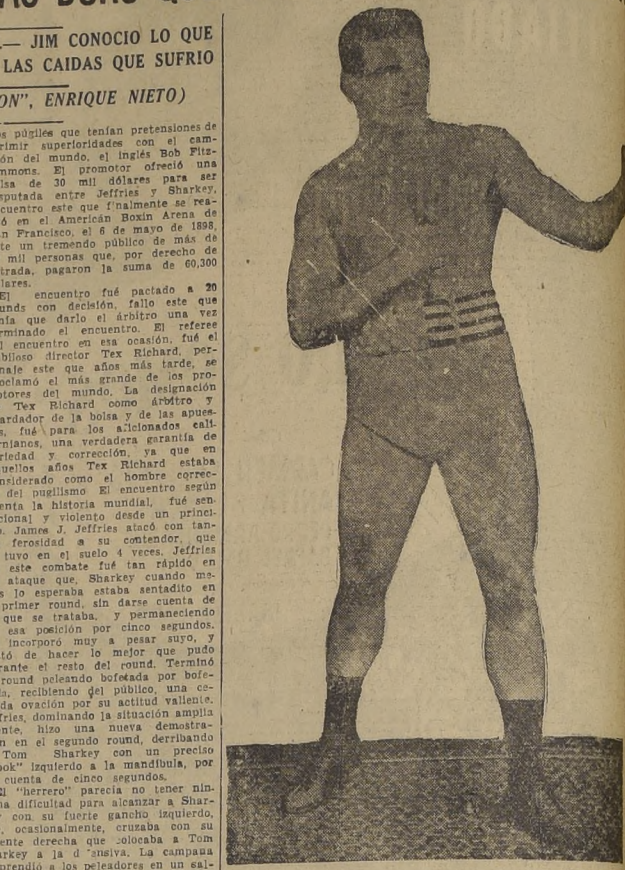 .— JIM CONOCIO LO QUE
LAS CAIDAS QUE SUFRIO
ON", ENRIQUE NIETO)
s púgiles que tenían pretensiones de
rimir superioridades con el cam-
ón del mundo, el inglés Bob Fitz-
mmons. El promotor ofreció una
lsa de 30 mil dólares para ser
sputada entre Jeffries y Sharkey,
cuentro este que finalmente se rea-
ó en el Americán Boxin Arena de
n Francisco, el 6 de mayo de 1898,
te un tremendo público de más de
mil personas que, por derecho de
trada, pagaron la suma de 60,300
lares.
El encuentro fué pactado a 20
unds con decisión, fallo este que
nía que darlo el árbitro una vez
rminado el encuentro. El referee
l encuentro en esa ocasión, fué el
biloso director Tex Richard, per-
naje este que años más tarde, se
oclamó el más grande de los pro-
otores del mundo. La designación
Tex Richard como árbitro y
ardador de la bolsa y de las apues-
s, fué para los aficionados cali-
rnianos, una verdadera garantía de
riedad y corrección, ya que en
uellos años Tex Richard estaba
nsiderado como el hombre correc-
del pugilismo El encuentro según
enta la historia mundial, fué sen-
cional y violento desde un princi-
. James J. Jeffries atacó con tan-
ferosidad a su contendor, que
tuvo en el suelo 4 veces. Jeffries
este combate fué tan rápido en
ataque que, Sharkey cuando me-
s lo esperaba estaba sentadito en
primer round, sin darse cuenta de
que se trataba, y permaneciendo
esa posición por cinco segundos.
incorporó muy a pesar suyo, y
tó de hacer lo mejor que pudo
rante el resto del round. Terminó
round peleando bofetada por bofe-
da, recibiendo del público, una ce-
da ovación por su actitud valiente.
fries, dominando la situación amplia
ente, hizo una nueva demostra-
n en el segundo round, derribando
Tom Sharkey con un preciso
ook" izquierdo a la mandíbula, por
cuenta de cinco segundos.
El "herrero" parecía no tener nin-
na dificultad para alcanzar a Shar-
con su fuerte gancho izquierdo,
, ocasionalmente, cruzaba con su
ente derecha que colocaba a Tom
arkey a la d ensiva. La campana
prendió a los peleadores en un sal-